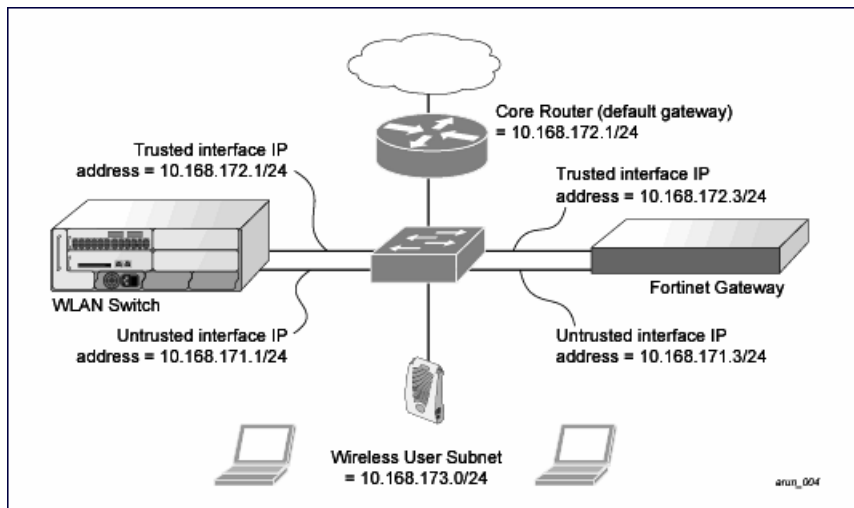 Core Router (default gateway)
= 10.168.172.1/24
Trusted interface IP
address = 10.168.172.1/24
Trusted interface IP
address = 10.168.172.3/24
WLAN Switch
Fortinet Gateway
Untrusted interface IP
address = 10.168.171.1/24
Untrusted interface IP
address = 10.168.171.3/24
Wireless User Subnet
= 10.168.173.0/24
arun_004